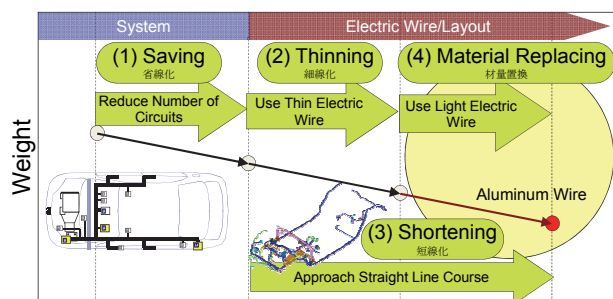 System
Electric Wire/Layout
(1) Saving
省線化
Reduce Number of
Circuits
(2) Thinning
細線化
Use Thin Electric
Wire
(4) Material Replacing
材量置換
Use Light Electric
Wire
Weight
Aluminum Wire
(3) Shortening
短線化
Approach Straight Line Course